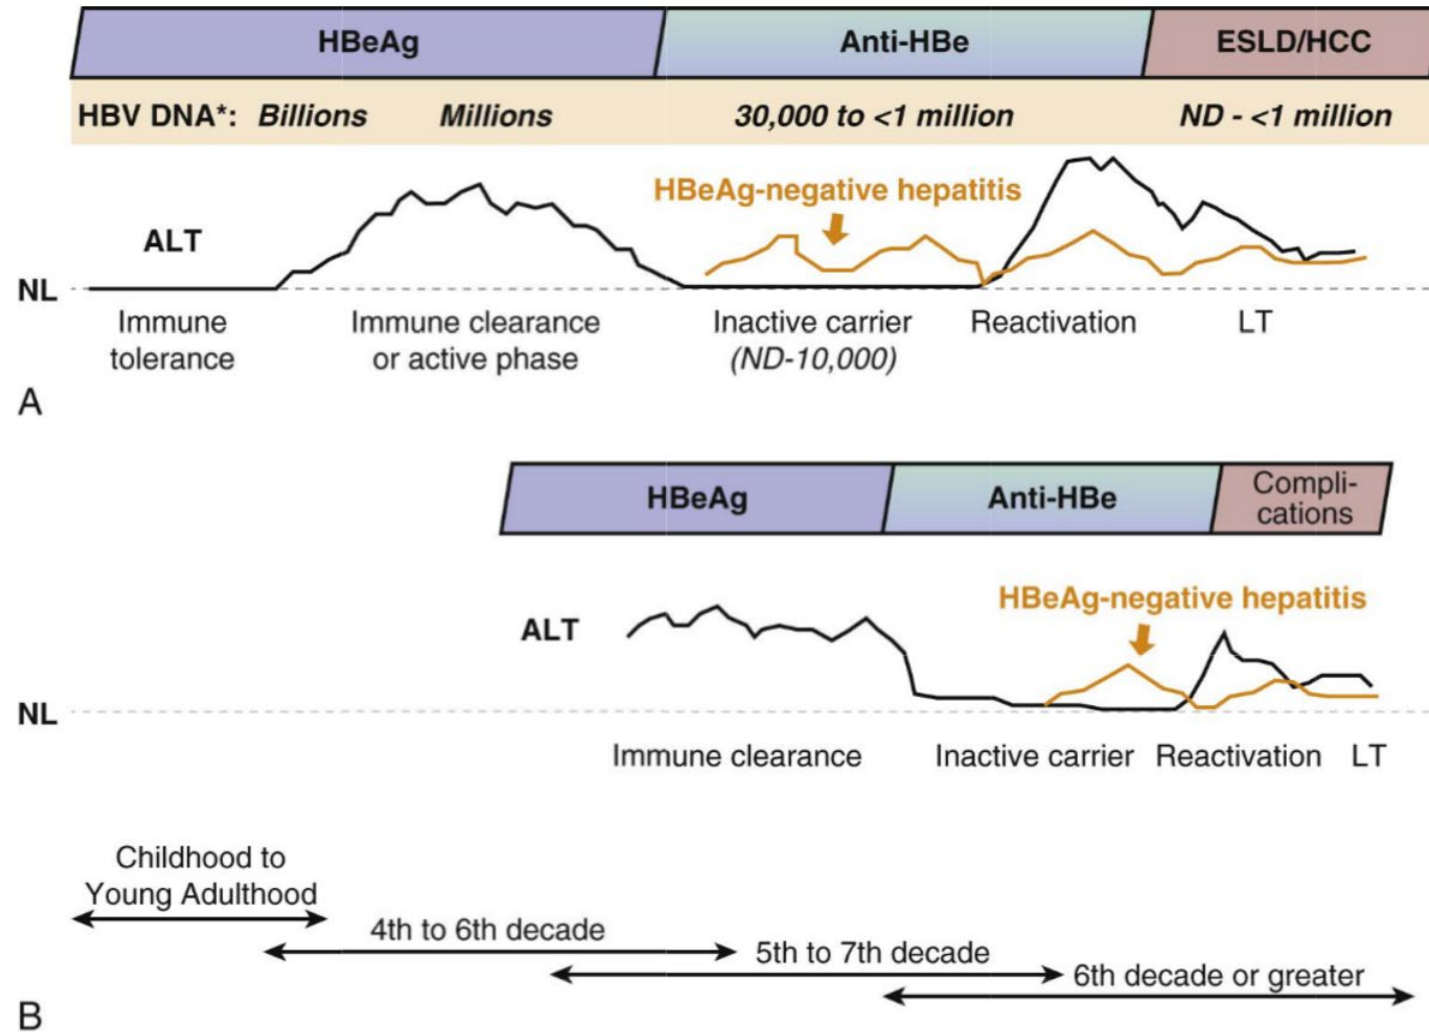 HBeAg Anti-HBe ESLD/HCC
HBV DNA*: Billions Millions 30,000 to <1 million ND - <1 million
HBeAg-negative hepatitis
ALT
NL
Immune tolerance
Immune clearance or active phase
Inactive carrier (ND-10,000)
Reactivation
LT
A
HBeAg Anti-HBe Compli-
cations
HBeAg-negative hepatitis
ALT
NL
Immune clearance Inactive carrier Reactivation LT
Childhood to
Young Adulthood
4th to 6th decade
5th to 7th decade
6th decade or greater
B